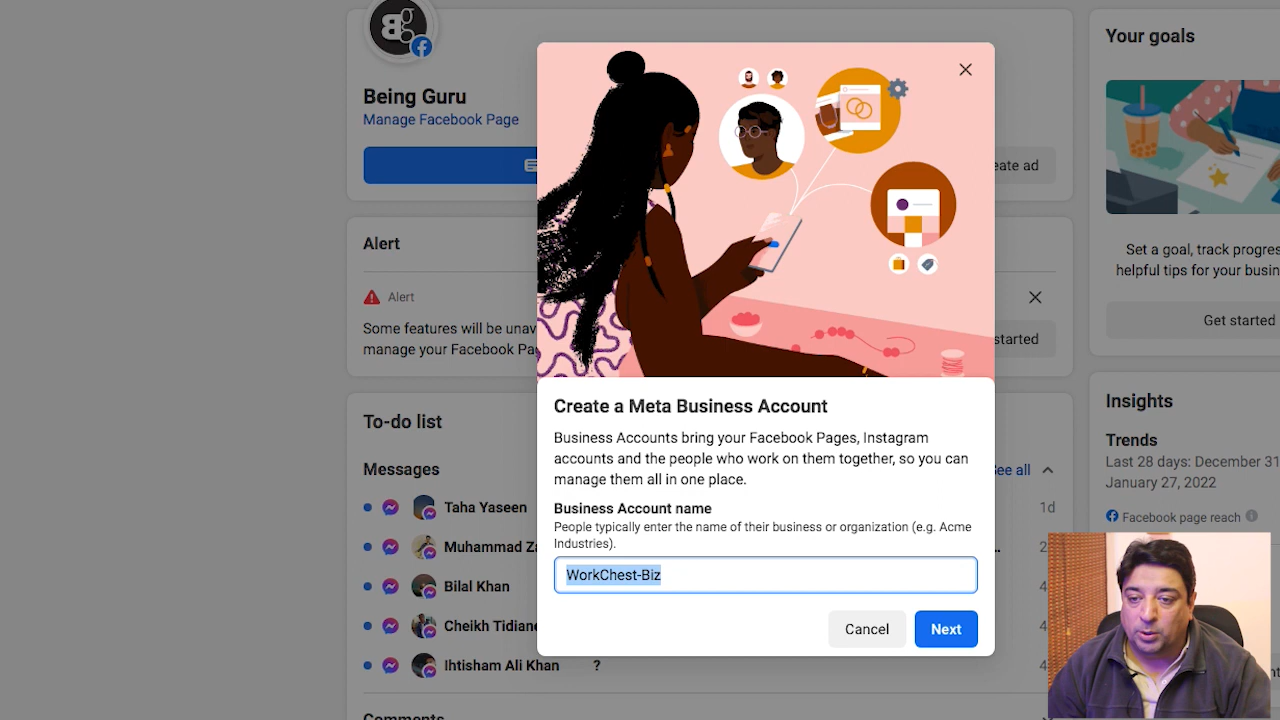 Being Guru
Manage Facebook Page
eate ad
Alert
Alert
Some features will be unav
manage your Facebook Pa
started
To-do list
Messages
See all
Taha Yaseen
1d
Muhammad Za
Bilal Khan
Cheikh Tidiane
Ihtisham Ali Khan ?
Comments
Create a Meta Business Account
Business Accounts bring your Facebook Pages, Instagram
accounts and the people who work on them together, so you can
manage them all in one place.
Business Account name
People typically enter the name of their business or organization (e.g. Acme
Industries).
WorkChest-Biz
Cancel
Next
Your goals
Set a goal, track progres
helpful tips for your busin
Get started
Insights
Trends
Last 28 days: December 31
January 27, 2022
Facebook page reach